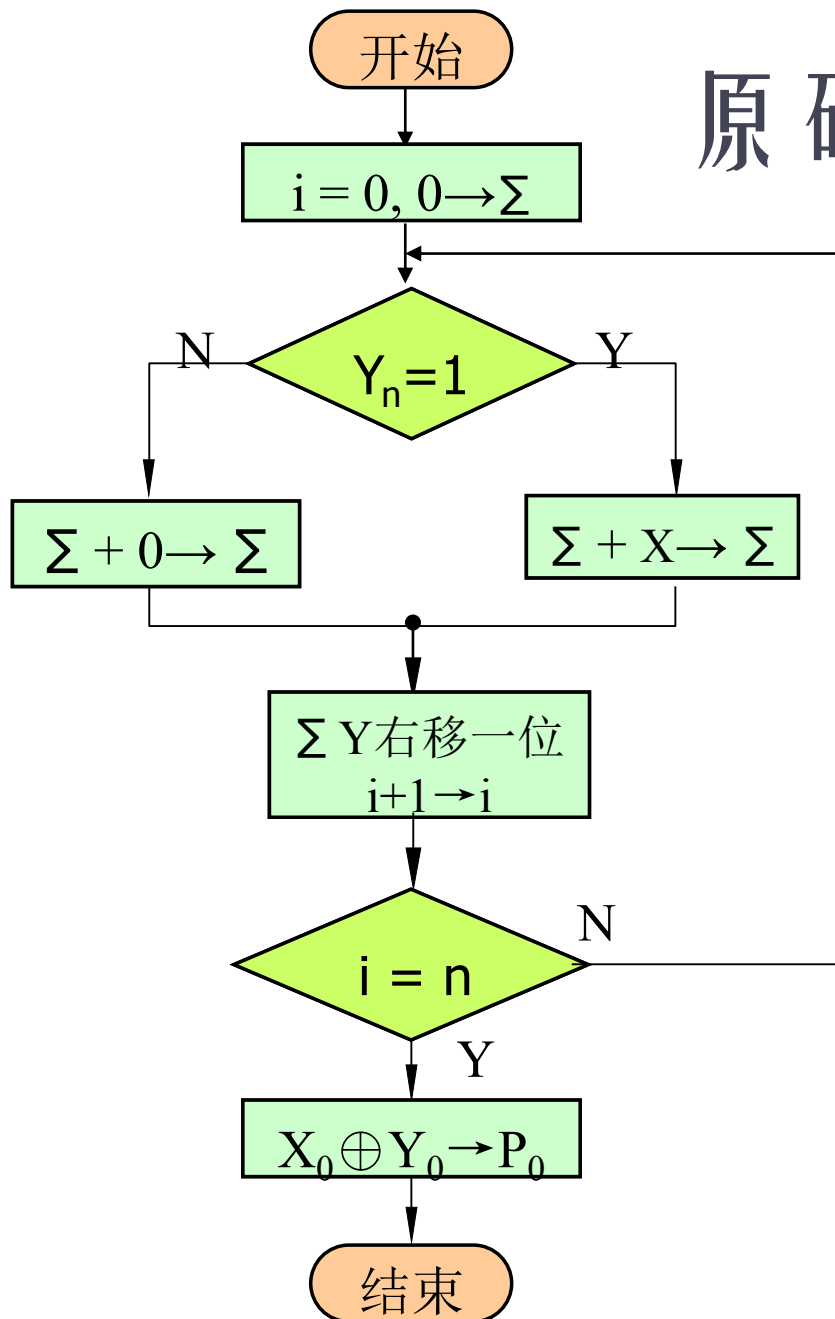 开始
原
i = 0, 0→∑
N
Y
Yn=1
∑ + 0→ ∑
∑ + X→ ∑
∑ Y右移一位
i+1→i
N
i = n
Y
X0⊕Y0→P0
结束